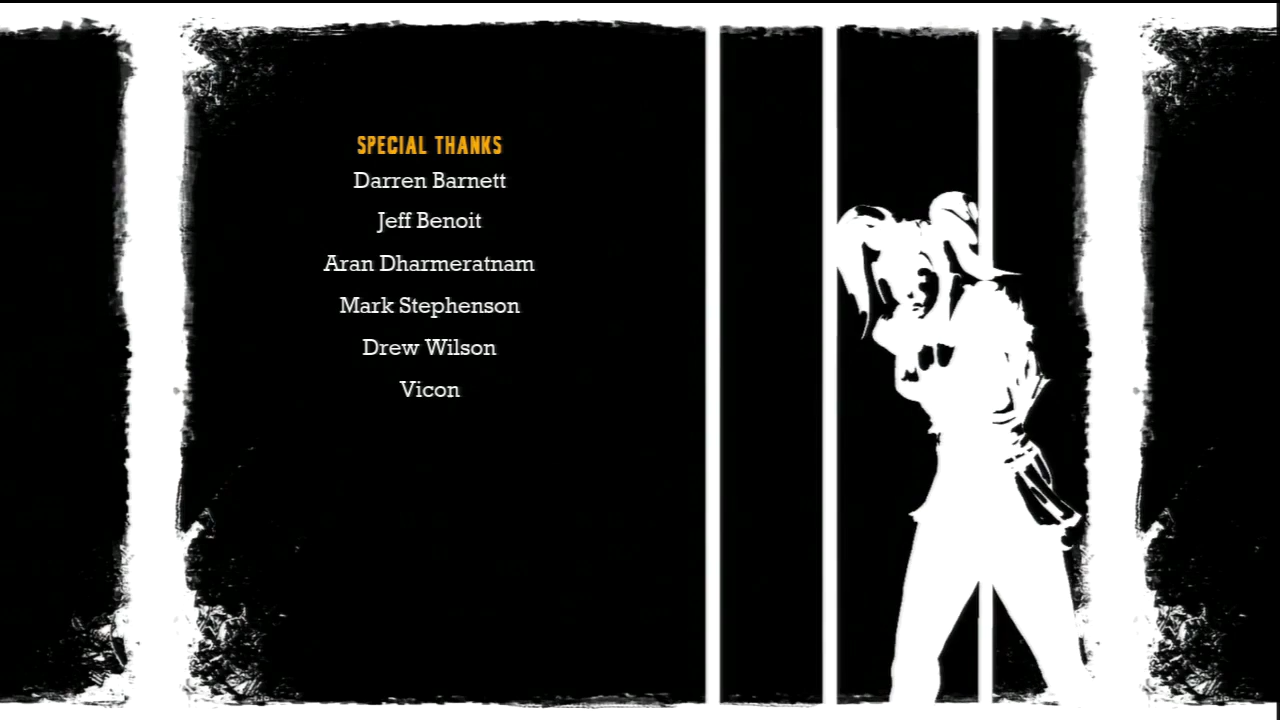 SPECIAL THANKS
Darren Barnett
Jeff Benoit
Aran Dharmeratnam
Mark Stephenson
Drew Wilson
Vicon